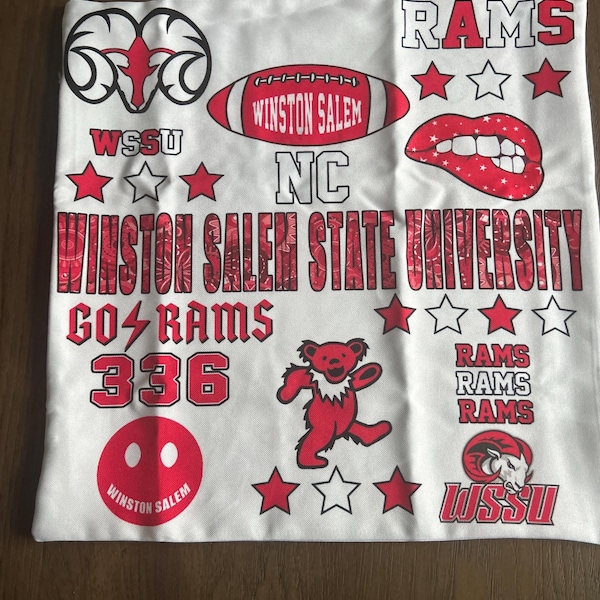 RAMS
WINSTON SALEM
WSSU
NC
WINSTON SALEM STATE UNIVERSITY
GO RAMS
336
RAMS
RAMS
RAMS
WINSTON SALEM
WSSU